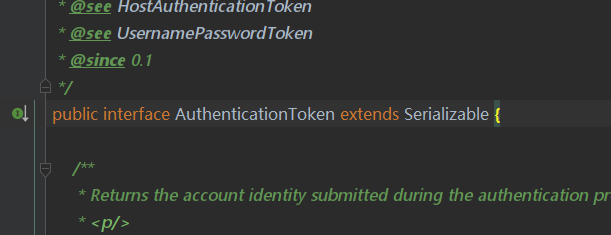 * @see HostAuthenticationToken
* @see UsernamePasswordToken
* @since 0.1
*/
public interface AuthenticationToken extends Serializable {
/**
* Returns the account identity submitted during the authentication pr
* <p/>